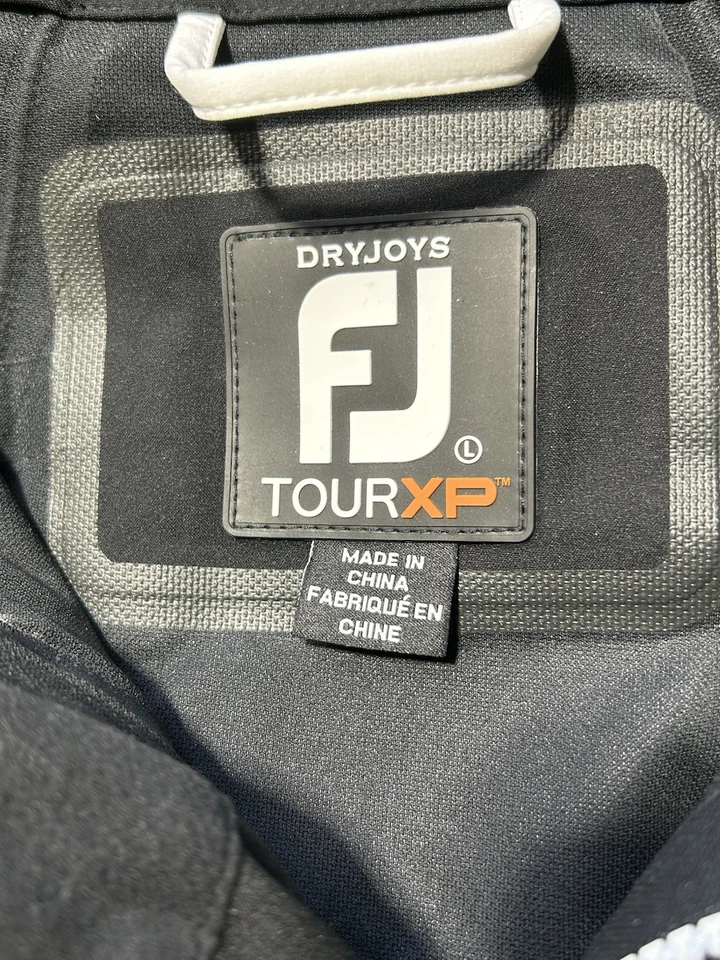 DRYJOYS
FJ
L
TOURXP™
MADE IN
CHINA
FABRIQUÉ EN
CHINE